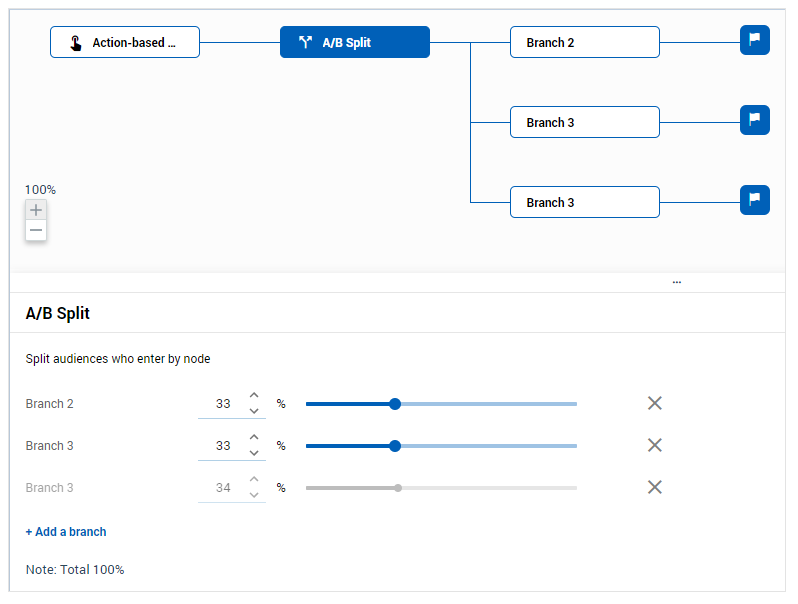 Action-based ...
A/B Split
Branch 2
Branch 3
100%
Branch 3
...
A/B Split
Split audiences who enter by node
Branch 2 33 %
Branch 3 33 %
Branch 3 34 %
+ Add a branch
Note: Total 100%